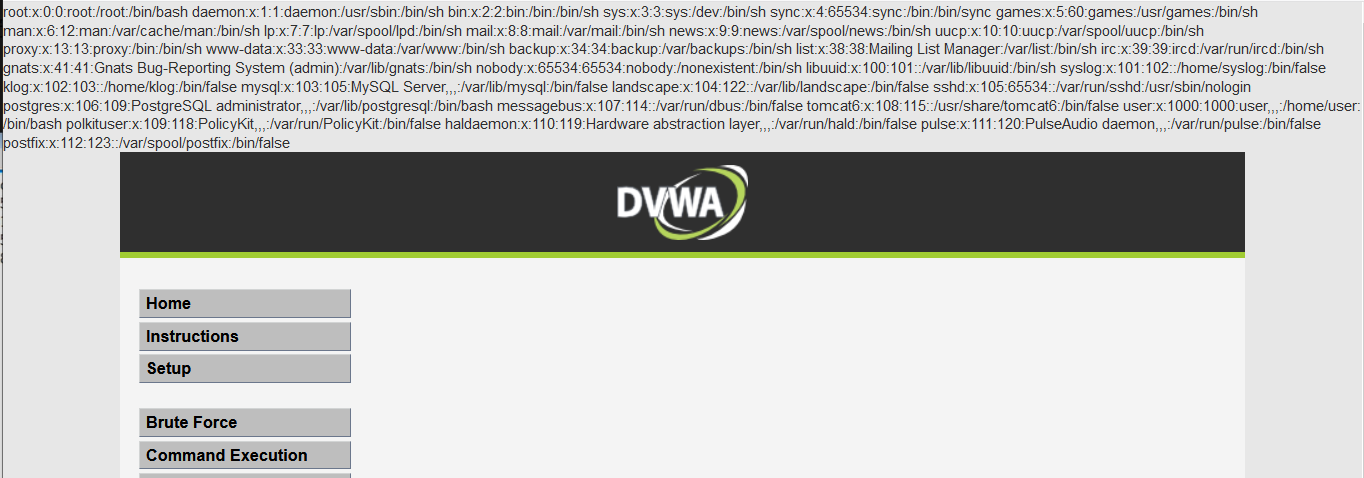 root:x:0:0:root:/root:/bin/bash daemon:x:1:1:daemon:/usr/sbin:/bin/sh bin:x:2:2:bin:/bin:/bin/sh sys:x:3:3:sys:/dev:/bin/sh sync:x:4:65534:sync:/bin:/bin/sync games:x:5:60:games:/usr/games:/bin/sh
man:x:6:12:man:/var/cache/man:/bin/sh lp:x:7:7:lp:/var/spool/lpd:/bin/sh mail:x:8:8:mail:/var/mail:/bin/sh news:x:9:9:news:/var/spool/news:/bin/sh uucp:x:10:10:uucp:/var/spool/uucp:/bin/sh
proxy:x:13:13:proxy:/bin:/bin/sh www-data:x:33:33:www-data:/var/www:/bin/sh backup:x:34:34:backup:/var/backups:/bin/sh list:x:38:38:Mailing List Manager:/var/list:/bin/sh irc:x:39:39:ircd:/var/run/ircd:/bin/sh
gnats:x:41:41:Gnats Bug-Reporting System (admin):/var/lib/gnats:/bin/sh nobody:x:65534:65534:nobody:/nonexistent:/bin/sh libuuid:x:100:101::/var/lib/libuuid:/bin/sh syslog:x:101:102::/home/syslog:/bin/false
klog:x:102:103::/home/klog:/bin/false mysql:x:103:105:MySQL Server,,,:/var/lib/mysql:/bin/false landscape:x:104:122::/var/lib/landscape:/bin/false sshd:x:105:65534::/var/run/sshd:/usr/sbin/nologin
postgres:x:106:109:PostgreSQL administrator,,,:/var/lib/postgresql:/bin/bash messagebus:x:107:114::/var/run/dbus:/bin/false tomcat6:x:108:115::/usr/share/tomcat6:/bin/false user:x:1000:1000:user,,,:/home/user:
/bin/bash polkituser:x:109:118:PolicyKit,,,:/var/run/PolicyKit:/bin/false haldaemon:x:110:119:Hardware abstraction layer,,,:/var/run/hald:/bin/false pulse:x:111:120:PulseAudio daemon,,,:/var/run/pulse:/bin/false
postfix:x:112:123::/var/spool/postfix:/bin/false
DVWA
Home
Instructions
Setup
Brute Force
Command Execution